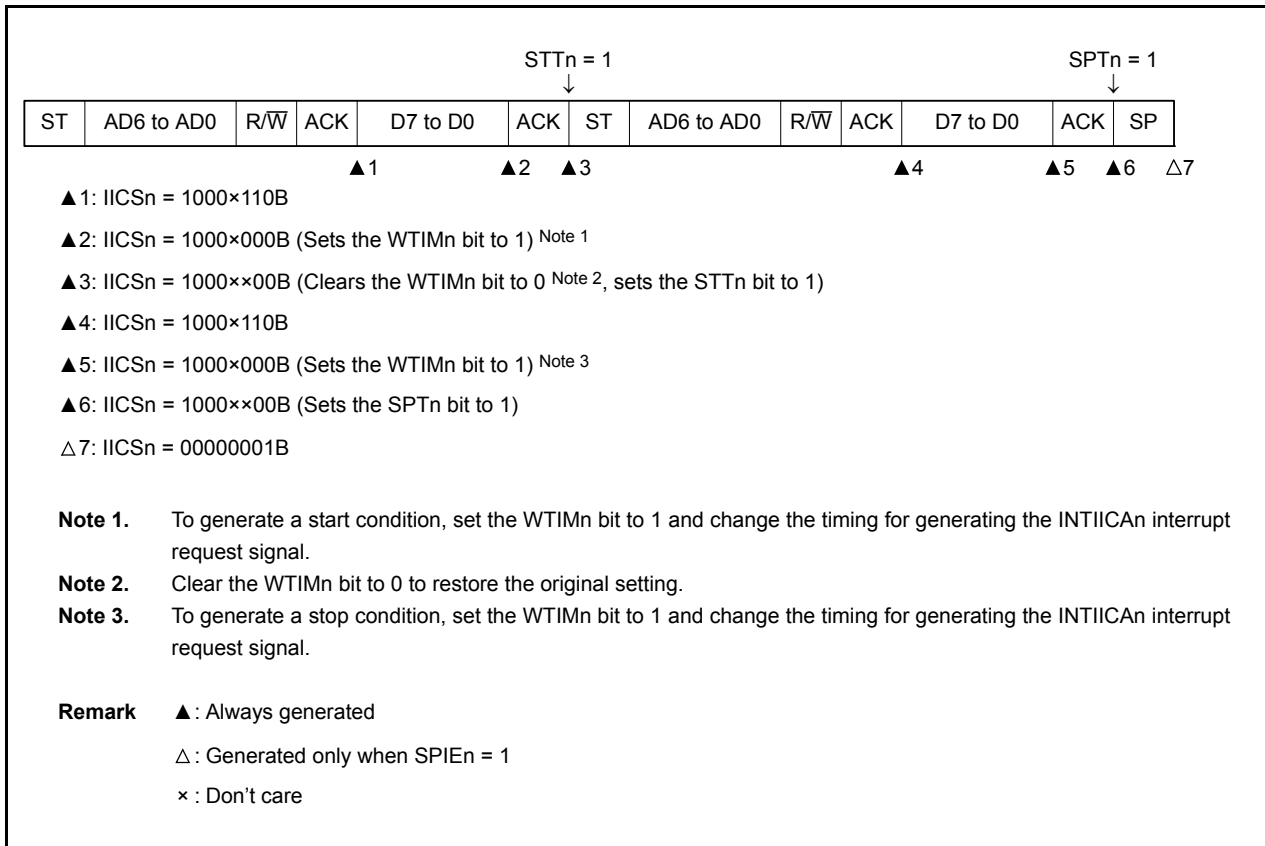 STTn = 1 SPTn = 1
↓ ↓
ST AD6 to AD0 R/W̅ ACK D7 to D0 ACK ST AD6 to AD0 R/W̅ ACK D7 to D0 ACK SP
▲1 ▲2 ▲3 ▲4 ▲5 ▲6 △7
▲1: IICSn = 1000×110B
▲2: IICSn = 1000×000B (Sets the WTIMn bit to 1) Note 1
▲3: IICSn = 1000××00B (Clears the WTIMn bit to 0 Note 2, sets the STTn bit to 1)
▲4: IICSn = 1000×110B
▲5: IICSn = 1000×000B (Sets the WTIMn bit to 1) Note 3
▲6: IICSn = 1000××00B (Sets the SPTn bit to 1)
△7: IICSn = 00000001B
Note 1. To generate a start condition, set the WTIMn bit to 1 and change the timing for generating the INTIICAn interrupt
request signal.
Note 2. Clear the WTIMn bit to 0 to restore the original setting.
Note 3. To generate a stop condition, set the WTIMn bit to 1 and change the timing for generating the INTIICAn interrupt
request signal.
Remark ▲: Always generated
△: Generated only when SPIEn = 1
×: Don't care